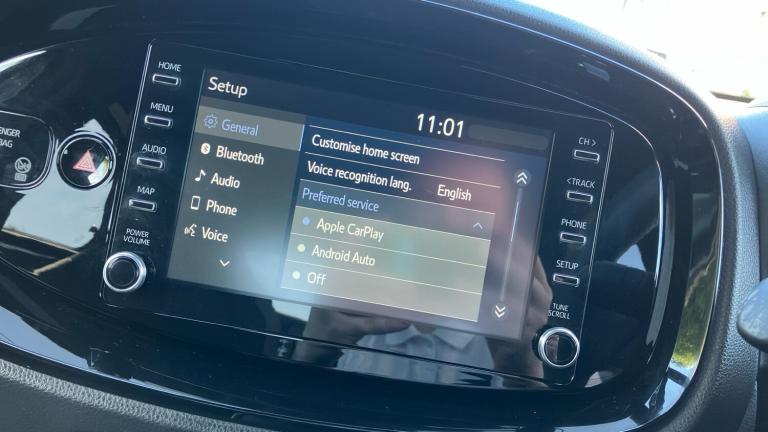 HOME
MENU
AUDIO
MAP
POWER
VOLUME
Setup
11:01
General
Bluetooth
Audio
Phone
Voice
Customise home screen
Voice recognition lang. English
Preferred service
Apple CarPlay
Android Auto
Off
CH >
< TRACK
PHONE
SETUP
TUNE
SCROLL